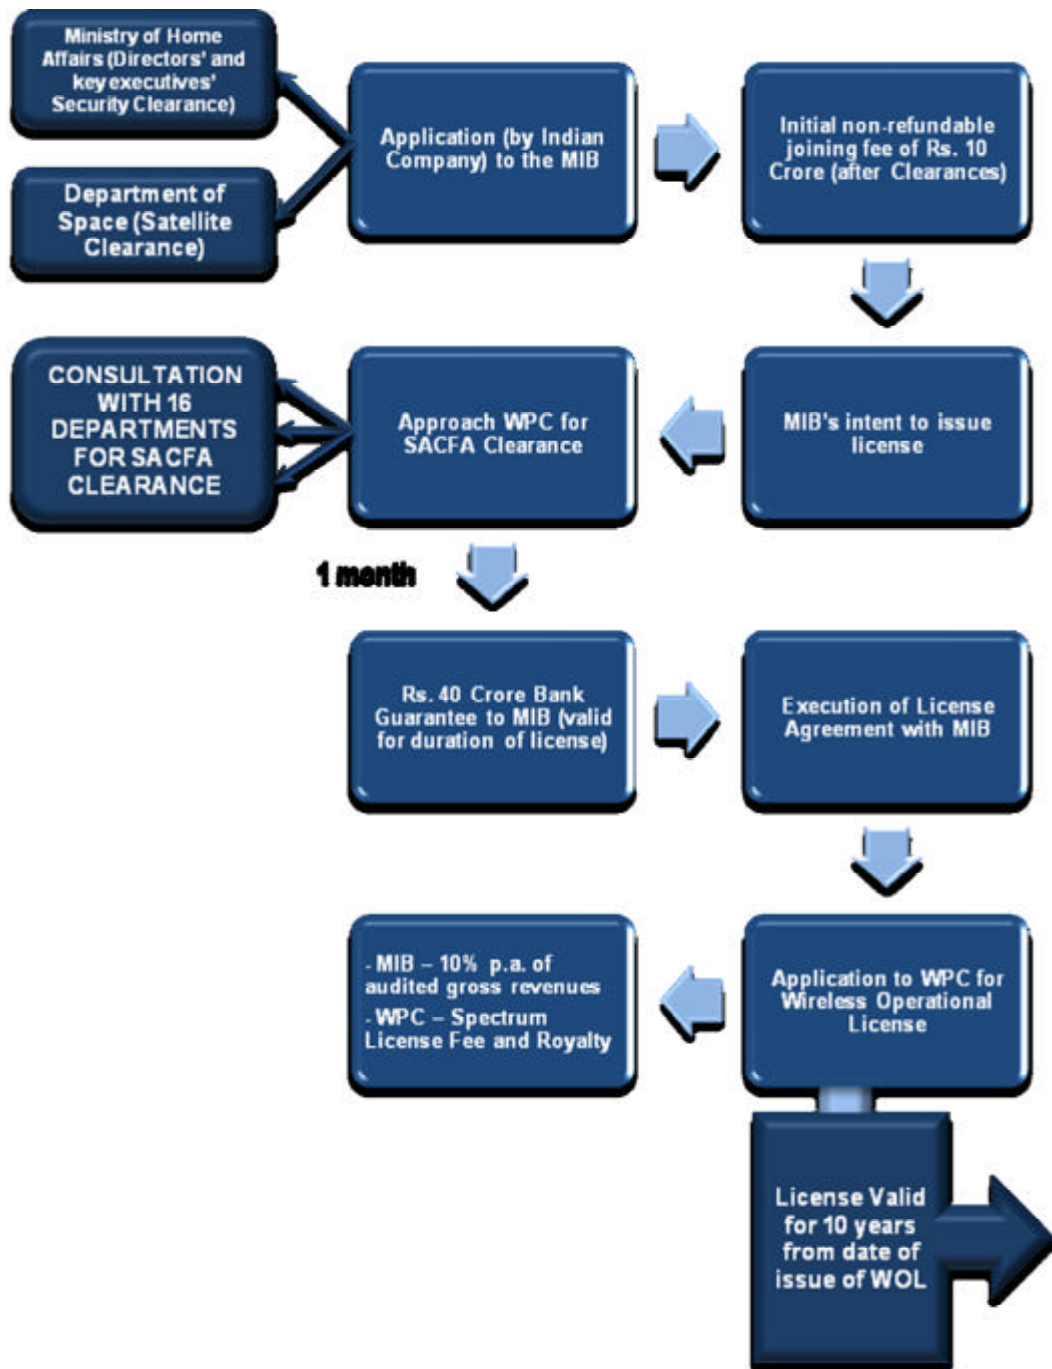 Ministry of Home
Affairs (Directors' and
key executives'
Security Clearance)
Application (by Indian
Company) to the MIB
Initial non-refundable
joining fee of Rs. 10
Crore (after Clearances)
Department of
Space (Satellite
Clearance)
CONSULTATION
WITH 16
DEPARTMENTS
FOR SACFA
CLEARANCE
Approach WPC for
SACFA Clearance
MIB's intent to issue
license
1 month
Rs. 40 Crore Bank
Guarantee to MIB (valid
for duration of license)
Execution of License
Agreement with MIB
- MIB – 10% p.a. of
audited gross revenues
- WPC – Spectrum
License Fee and Royalty
Application to WPC for
Wireless Operational
License
License Valid
for 10 years
from date of
issue of WOL